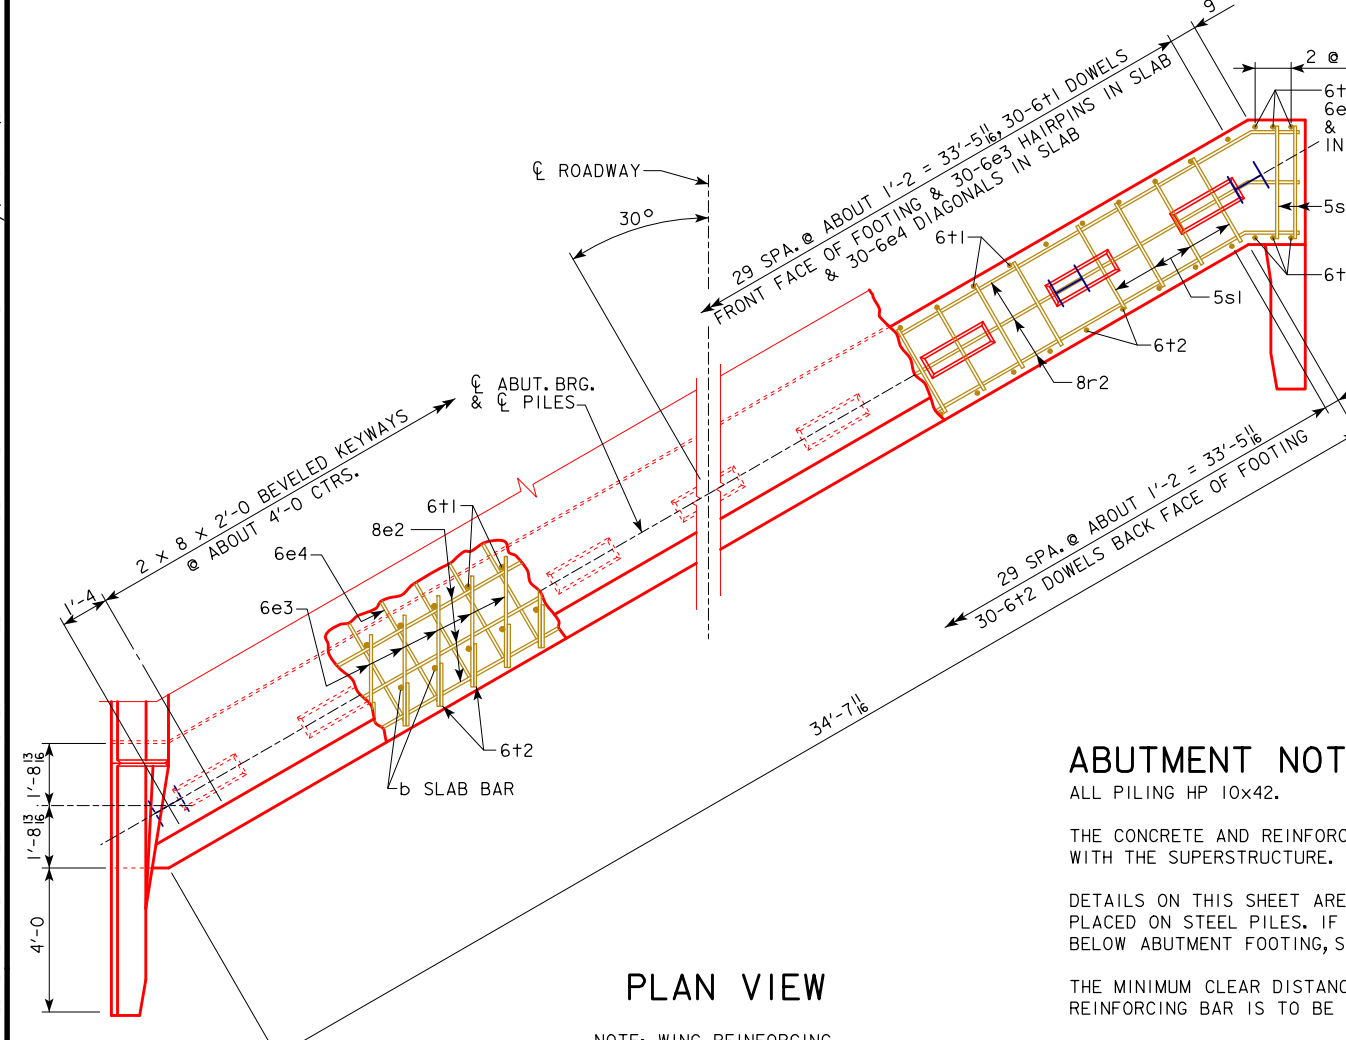 9
2 @
29 SPA. @ ABOUT 1'-2 = 33'-5 11/16, 30-6t1 DOWELS
FRONT FACE OF FOOTING & 30-6e3 HAIRPINS IN SLAB
& 30-6e4 DIAGONALS IN SLAB
6t
6e
&
IN
5s
6t
℄ ROADWAY
30°
6t1
5s1
6t2
8r2
℄ ABUT. BRG.
& ℄ PILES
2 x 8 x 2'-0 BEVELED KEYWAYS
@ ABOUT 4'-0 CTRS.
1'-4
6t1
8e2
6e4
6e3
6t2
b SLAB BAR
29 SPA. @ ABOUT 1'-2 = 33'-5 11/16
30-6t2 DOWELS BACK FACE OF FOOTING
34'-7 11/16
1'-8 13/16
1'-8 13/16
4'-0
ABUTMENT NOT
ALL PILING HP 10x42.
THE CONCRETE AND REINFORC
WITH THE SUPERSTRUCTURE.
DETAILS ON THIS SHEET ARE
PLACED ON STEEL PILES. IF
BELOW ABUTMENT FOOTING, S
THE MINIMUM CLEAR DISTANC
REINFORCING BAR IS TO BE
PLAN VIEW
NOTE: WING REINFORCING